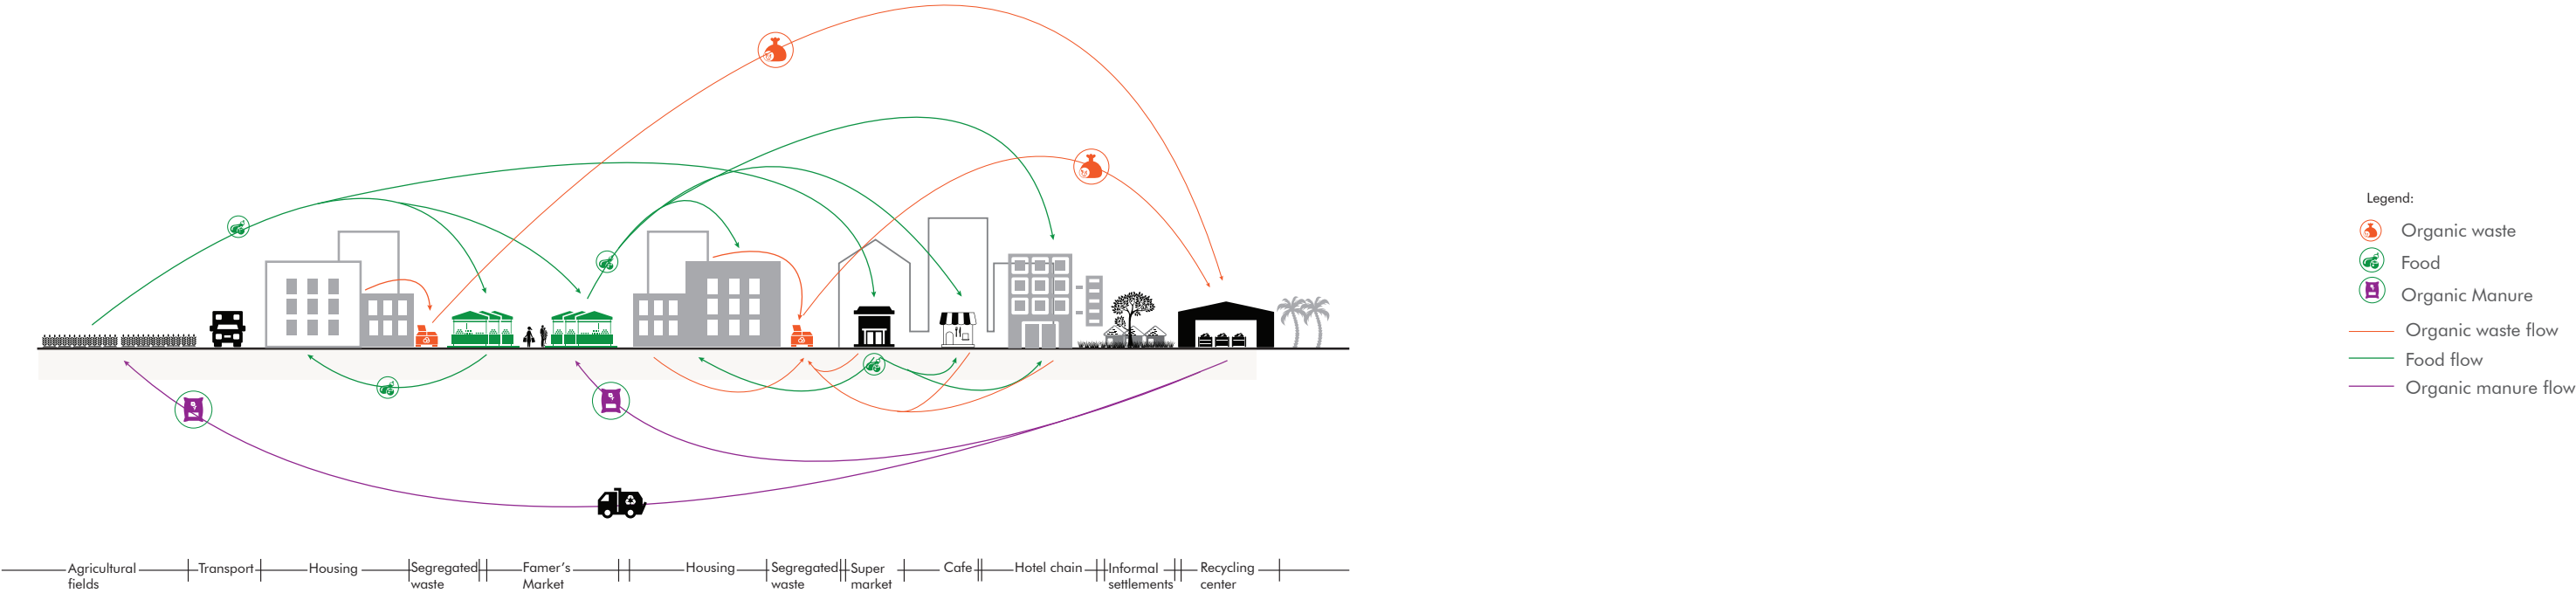 Legend:
Organic waste
Food
Organic Manure
Organic waste flow
Food flow
Organic manure flow
Agricultural
fields
Transport
Housing
Segregated
waste
Famer's
Market
Housing
Segregated
waste
Super
market
Cafe
Hotel chain
Informal
settlements
Recycling
center